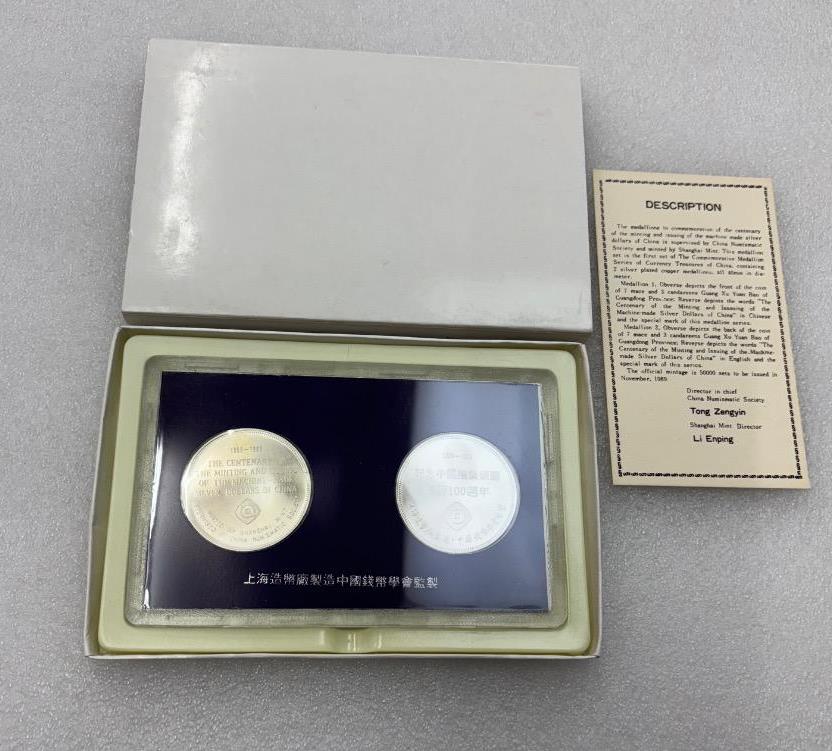 DESCRIPTION
The medallions in commemoration of the centenary
of the minting and issuing of the machine made silver
dollars of China is supervised by China Numismatic
Society and minted by Shanghai Mint. This medallion
set is the first set of The Commemorative Medallion
Series of Currency Treasures of China, containing
2 silver plated copper medallions, all 40mm in dia-
meter.
Medallion 1. Obverse depicts the front of the coin
of 7 mace and 3 candareens Guang Xu Yuan Bao of
Guangdong Province; Reverse depicts the words "The
Centenary of the Minting and Issuing of the
Machine-made Silver Dollars of China" in Chinese
and the special mark of this medallion series.
Medallion 2. Obverse depicts the back of the coin
of 7 mace and 3 candareens Guang Xu Yuan Bao of
Guangdong Province; Reverse depicts the words "The
Centenary of the Minting and Issuing of the Machine-
made Silver Dollars of China" in English and the
special mark of this series.
The official mintage is 50000 sets to be issued in
November, 1989.
Director in chief
China Numismatic Society
Tong Zengyin
Shanghai Mint Director
Li Enping
THE CENTENARY
THE MINTING AND
OF THE MACHINE
SILVER DOLLARS OF CHINA
100週年
上海造幣廠製造中國錢幣學會監製